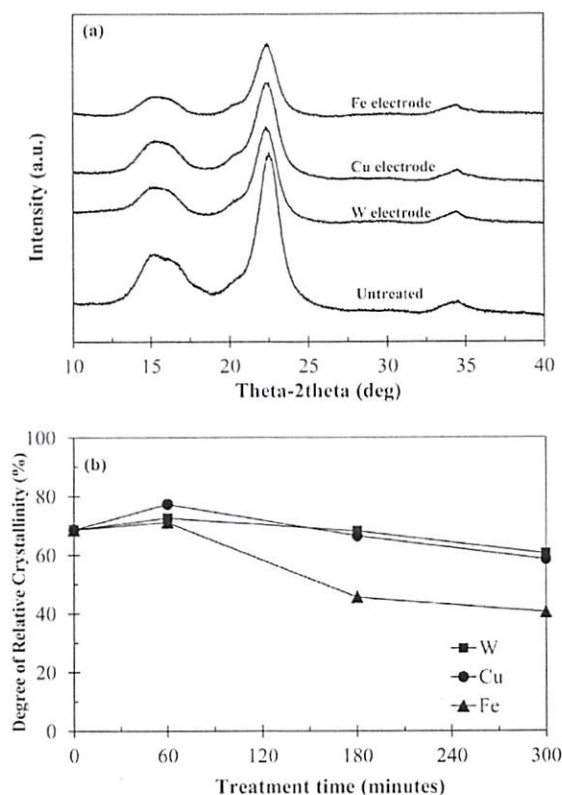 (a)
Fe electrode
Cu electrode
W electrode
Untreated
Intensity (a.u.)
10 15 20 25 30 35 40
Theta-2theta (deg)
(b)
100
80
60
40
20
0
Degree of Relative Crystallinity (%)
W
Cu
Fe
0 60 120 180 240 300
Treatment time (minutes)